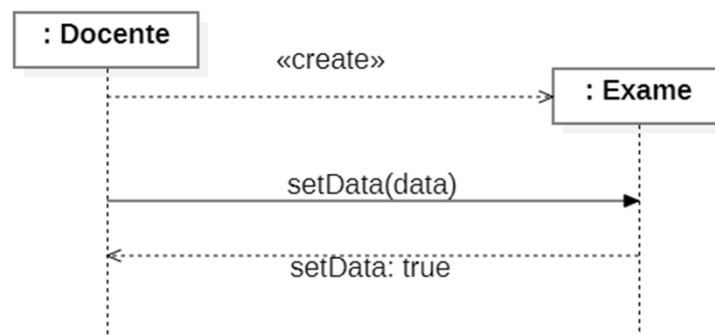 : Docente
«create»
: Exame
setData(data)
setData: true